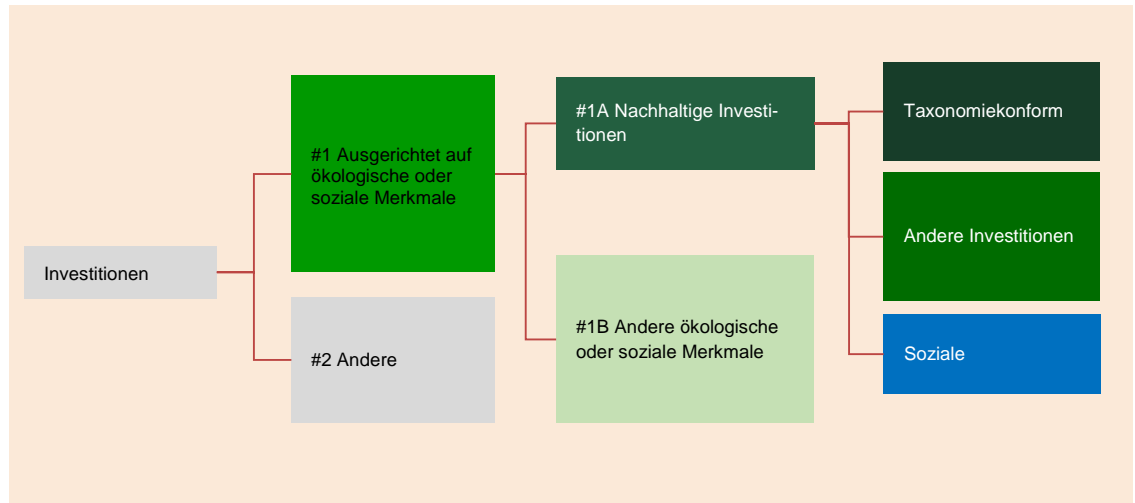 Investitionen
#1 Ausgerichtet auf
ökologische oder
soziale Merkmale
#2 Andere
#1A Nachhaltige Investi-
tionen
#1B Andere ökologische
oder soziale Merkmale
Taxonomiekonform
Andere Investitionen
Soziale